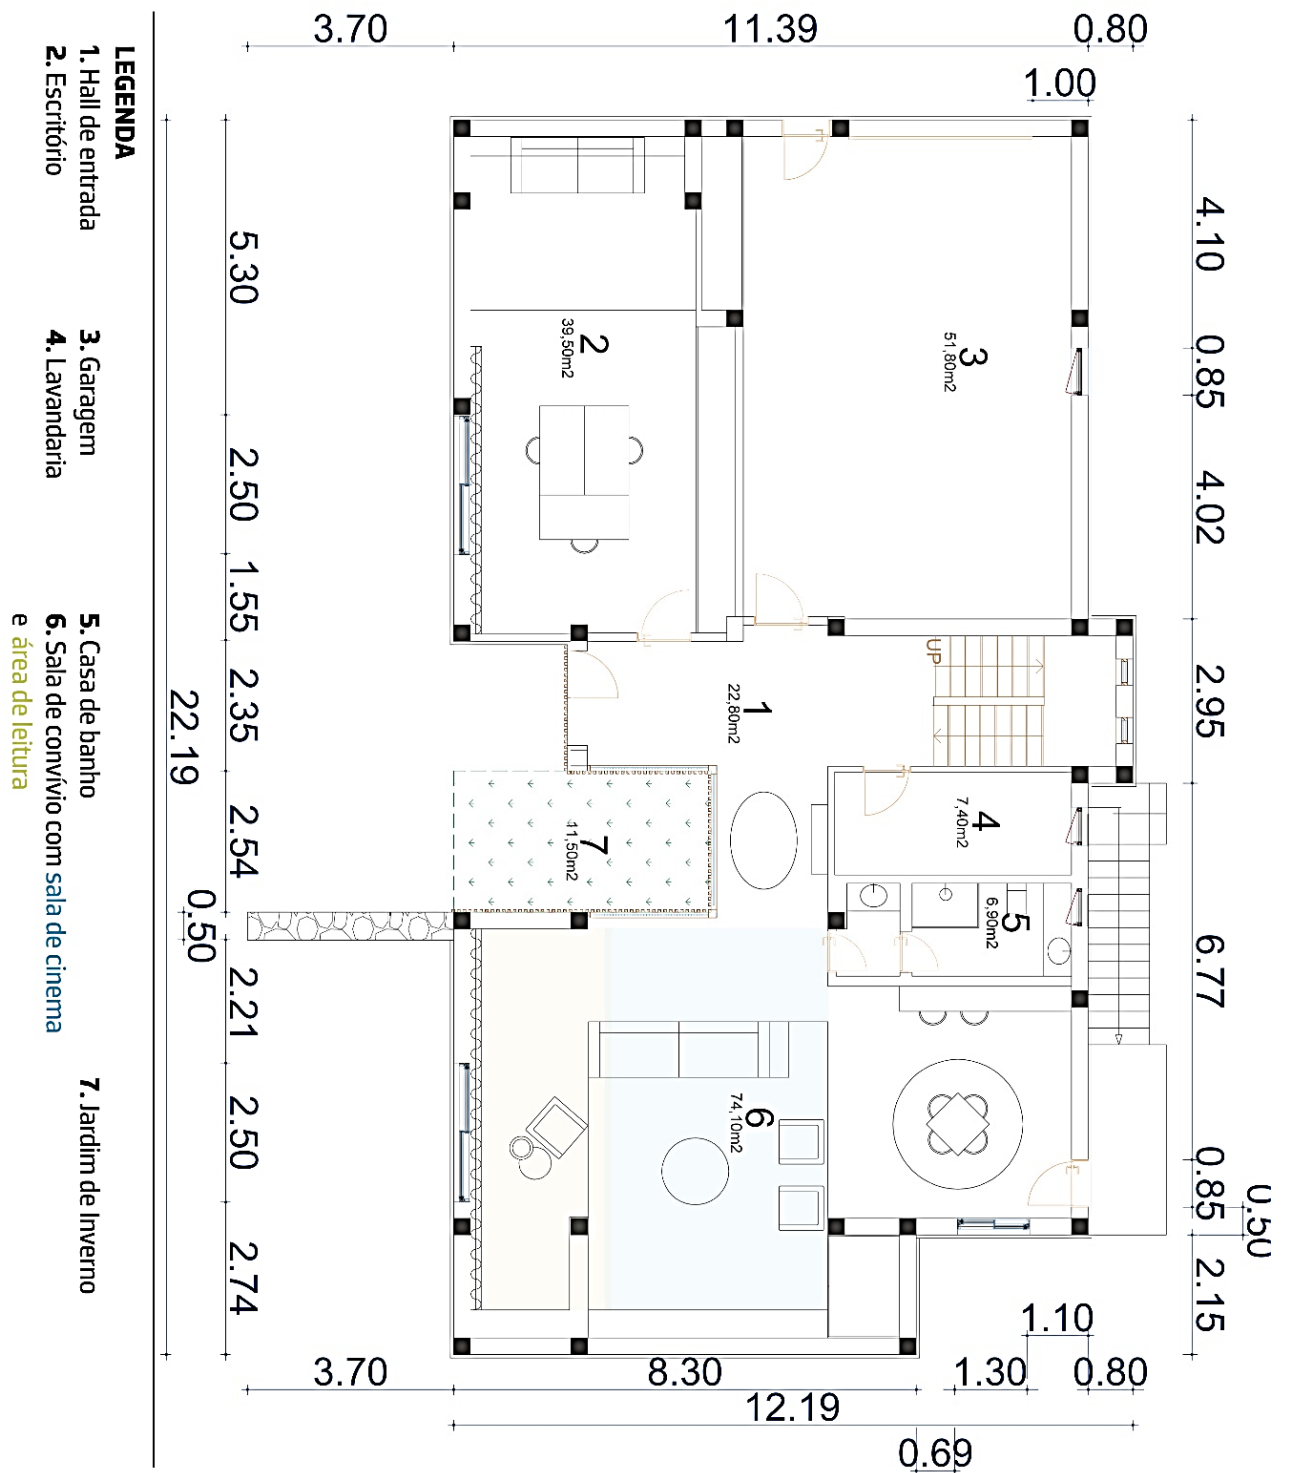 LEGENDA
1. Hall de entrada
2. Escritório
3. Garagem
4. Lavandaria
5. Casa de banho
6. Sala de convívio com sala de cinema
e área de leitura
7. Jardim de Inverno
3.70
11.39
0.80
1.00
4.10
0.85
4.02
2.95
6.77
0.85
0.50
2.15
5.30
2.50
1.55
2.35
2.54
0.50
2.21
2.50
2.74
22.19
2
39,50m2
3
51,80m2
UP
1
22,80m2
4
7,40m2
5
6,90m2
7
11,50m2
6
74,10m2
1.10
3.70
8.30
1.30
0.80
12.19
0.69